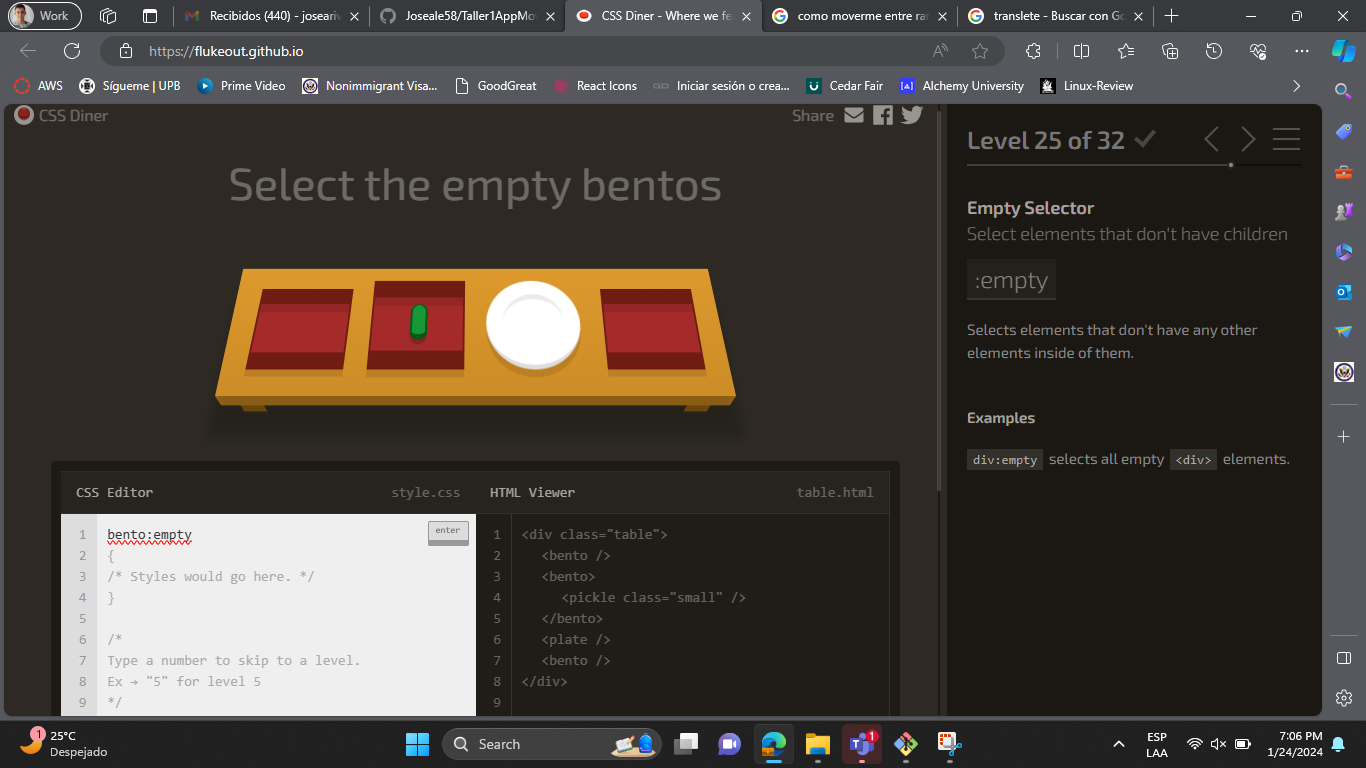 Work
Recibidos (440) - joseariv
Joseale58/Taller1AppMov
CSS Diner - Where we fe
como moverme entre ran
translete - Buscar con Go
https://flukeout.github.io
AWS
Sígueme | UPB
Prime Video
Nonimmigrant Visa...
GoodGreat
React Icons
Iniciar sesión o crea...
Cedar Fair
Alchemy University
Linux-Review
CSS Diner
Share
Select the empty bentos
CSS Editor
style.css
HTML Viewer
table.html
1 bento:empty
enter
2 {
3 /* Styles would go here. */
4 }
5
6 /*
7 Type a number to skip to a level.
8 Ex → "5" for level 5
9 */
1 <div class="table">
2 <bento />
3 <bento>
4 <pickle class="small" />
5 </bento>
6 <plate />
7 <bento />
8 </div>
9
Level 25 of 32
Empty Selector
Select elements that don't have children
:empty
Selects elements that don't have any other
elements inside of them.
Examples
div:empty selects all empty <div> elements.
1
25°C
Despejado
Search
1
ESP
LAA
7:06 PM
1/24/2024